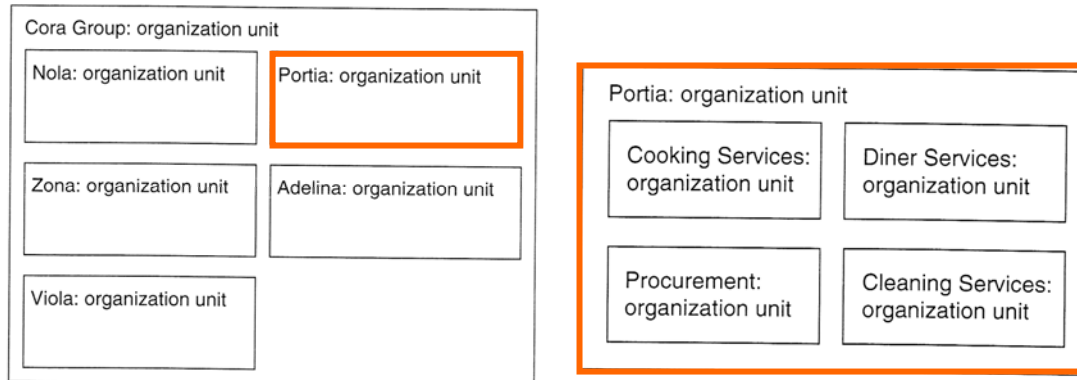 Cora Group: organization unit
Nola: organization unit
Portia: organization unit
Zona: organization unit
Adelina: organization unit
Viola: organization unit
Portia: organization unit
Cooking Services:
organization unit
Diner Services:
organization unit
Procurement:
organization unit
Cleaning Services:
organization unit